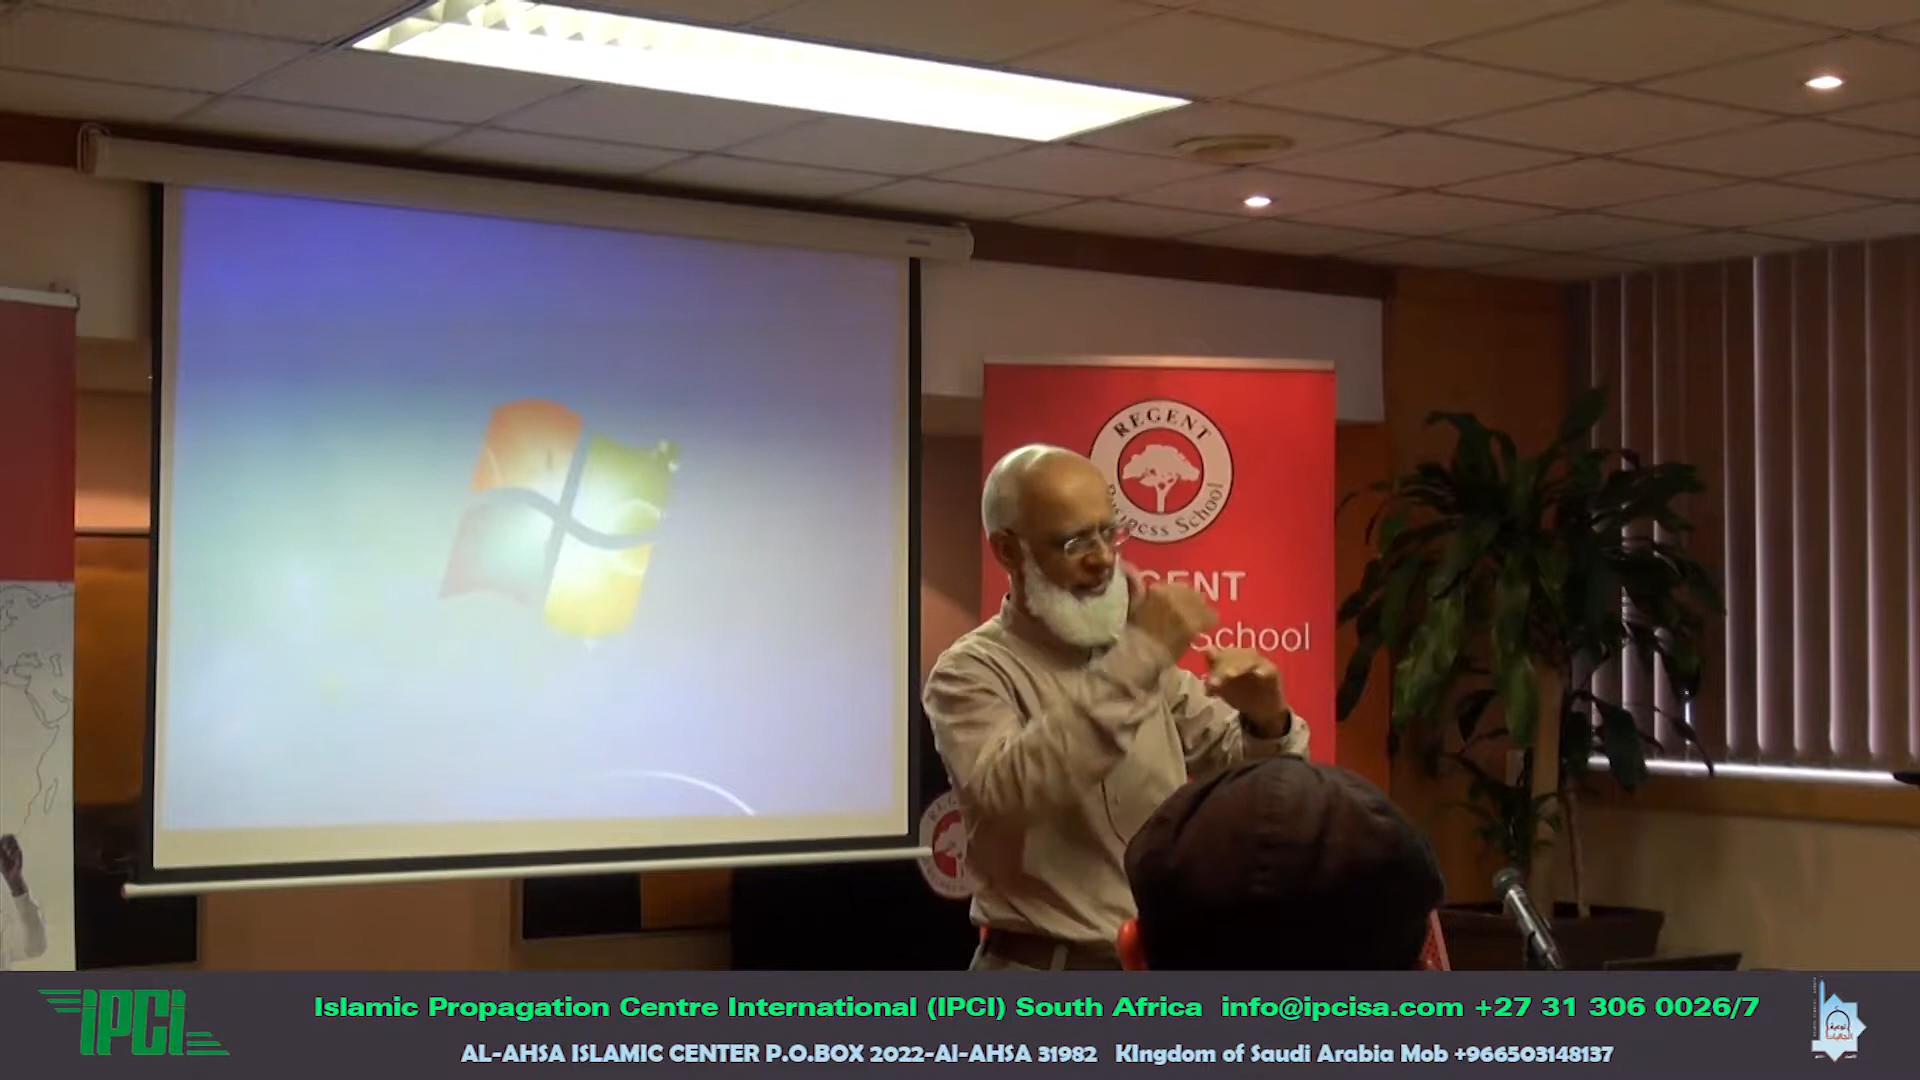 REGENT
Business School
GENT
School
IPCI
Islamic Propagation Centre International (IPCI) South Africa info@ipcisa.com +27 31 306 0026/7
AL-AHSA ISLAMIC CENTER P.O.BOX 2022-Al-AHSA 31982 KIngdom of Saudi Arabia Mob +966503148137